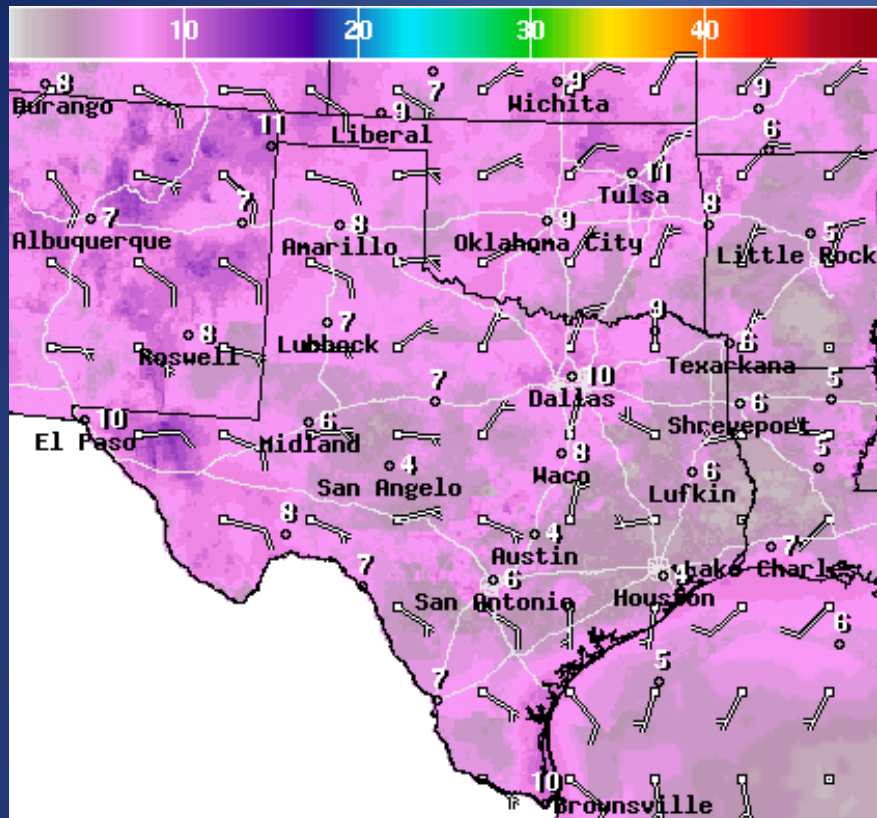 10 20 30 40
8 7 9 9
Durango Wichita
9
Liberal
11 6
11
Tulsa
7 7 8 9 8 5
Albuquerque Amarillo Oklahoma City Little Rock
8 7 9 6
Roswell Lubbock Texarkana
10
7 Dallas 6 5
10 6 Shreveport
El Paso Midland
4 8 6 5
San Angelo Waco Lufkin
8 4 7
Austin Lake Charles
7 6 4
San Antonio Houston
6
5
7
10
Brownsville